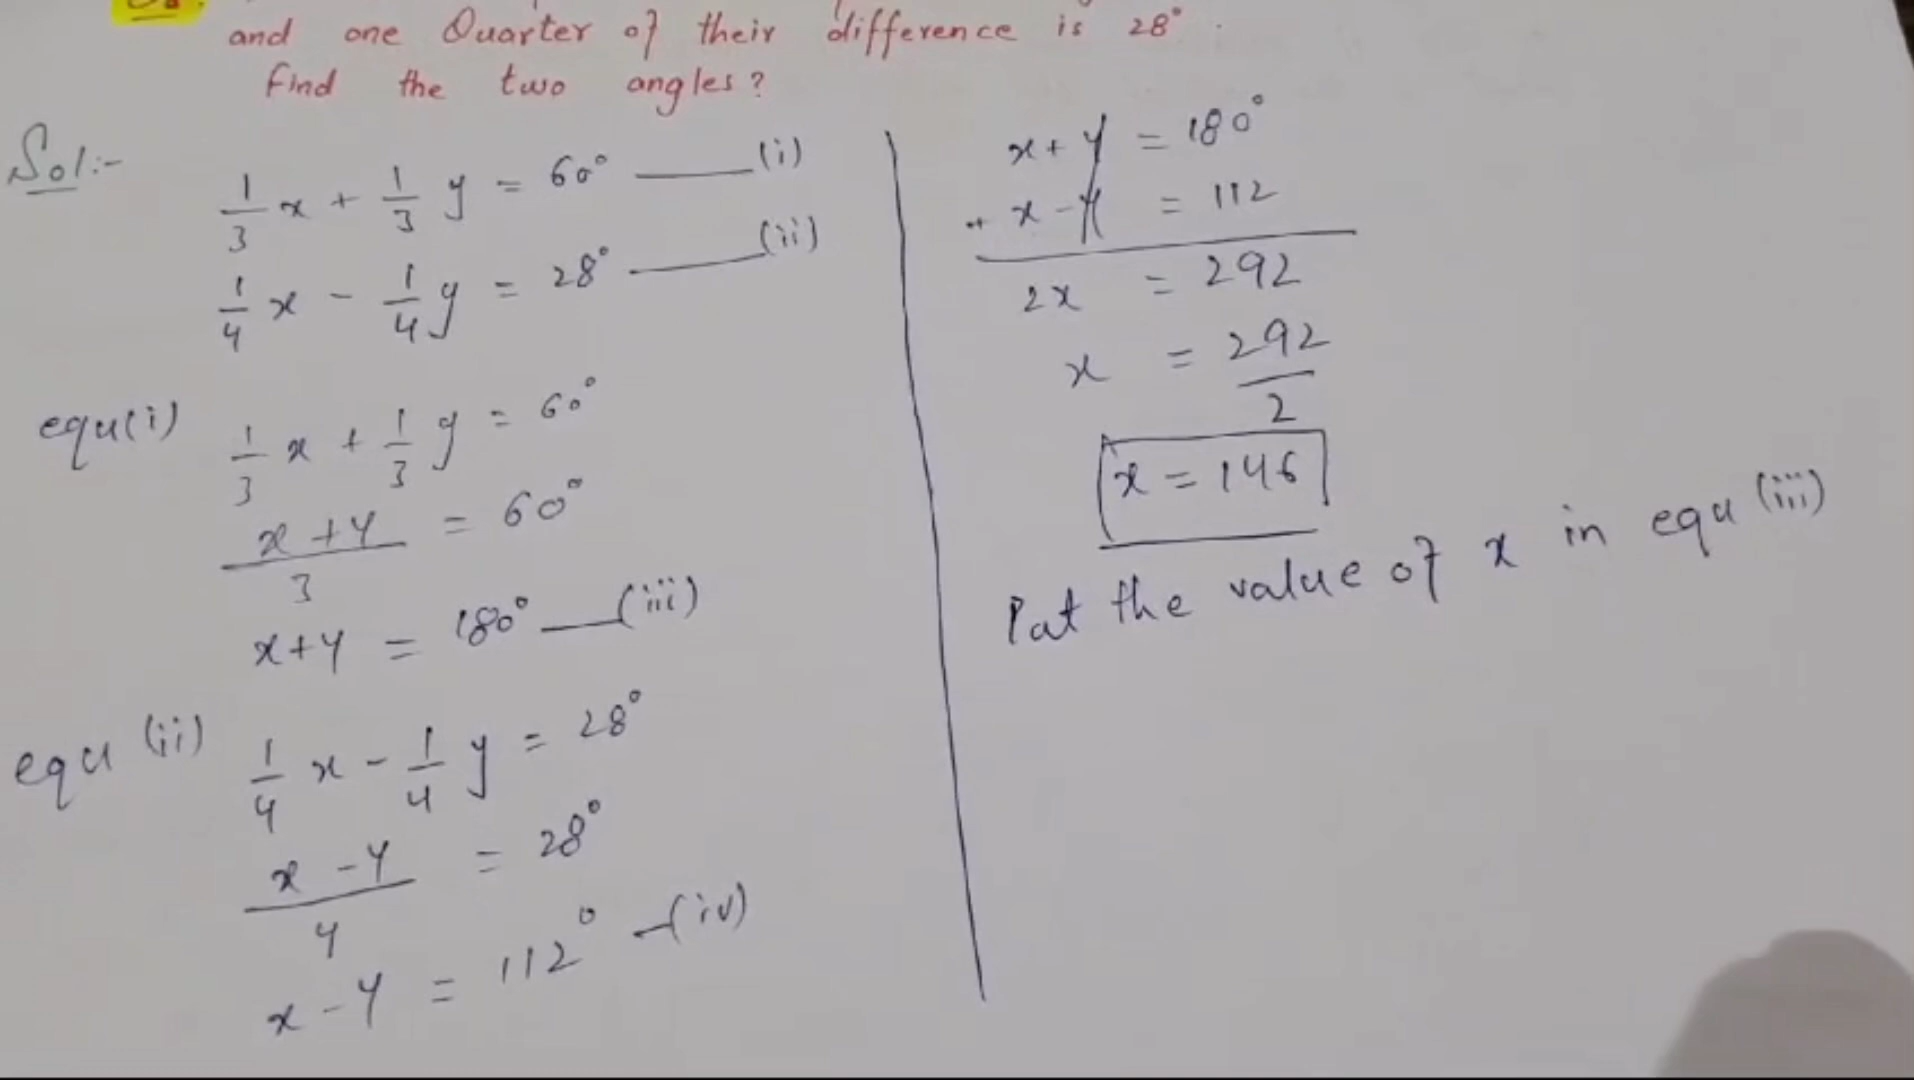 and one Quarter of their difference is 28°.
find the two angles?
Sol:-
1/3 x + 1/3 y = 60° ——(i)
1/4 x - 1/4 y = 28° ——(ii)
equ(i) 1/3 x + 1/3 y = 60°
x+y/3 = 60°
x+y = 180° —(iii)
equ (ii) 1/4 x - 1/4 y = 28°
x-y/4 = 28°
x-y = 112° —(iv)
x+y = 180°
+ x-y = 112
2x = 292
x = 292/2
x = 146
Put the value of x in equ (iii)